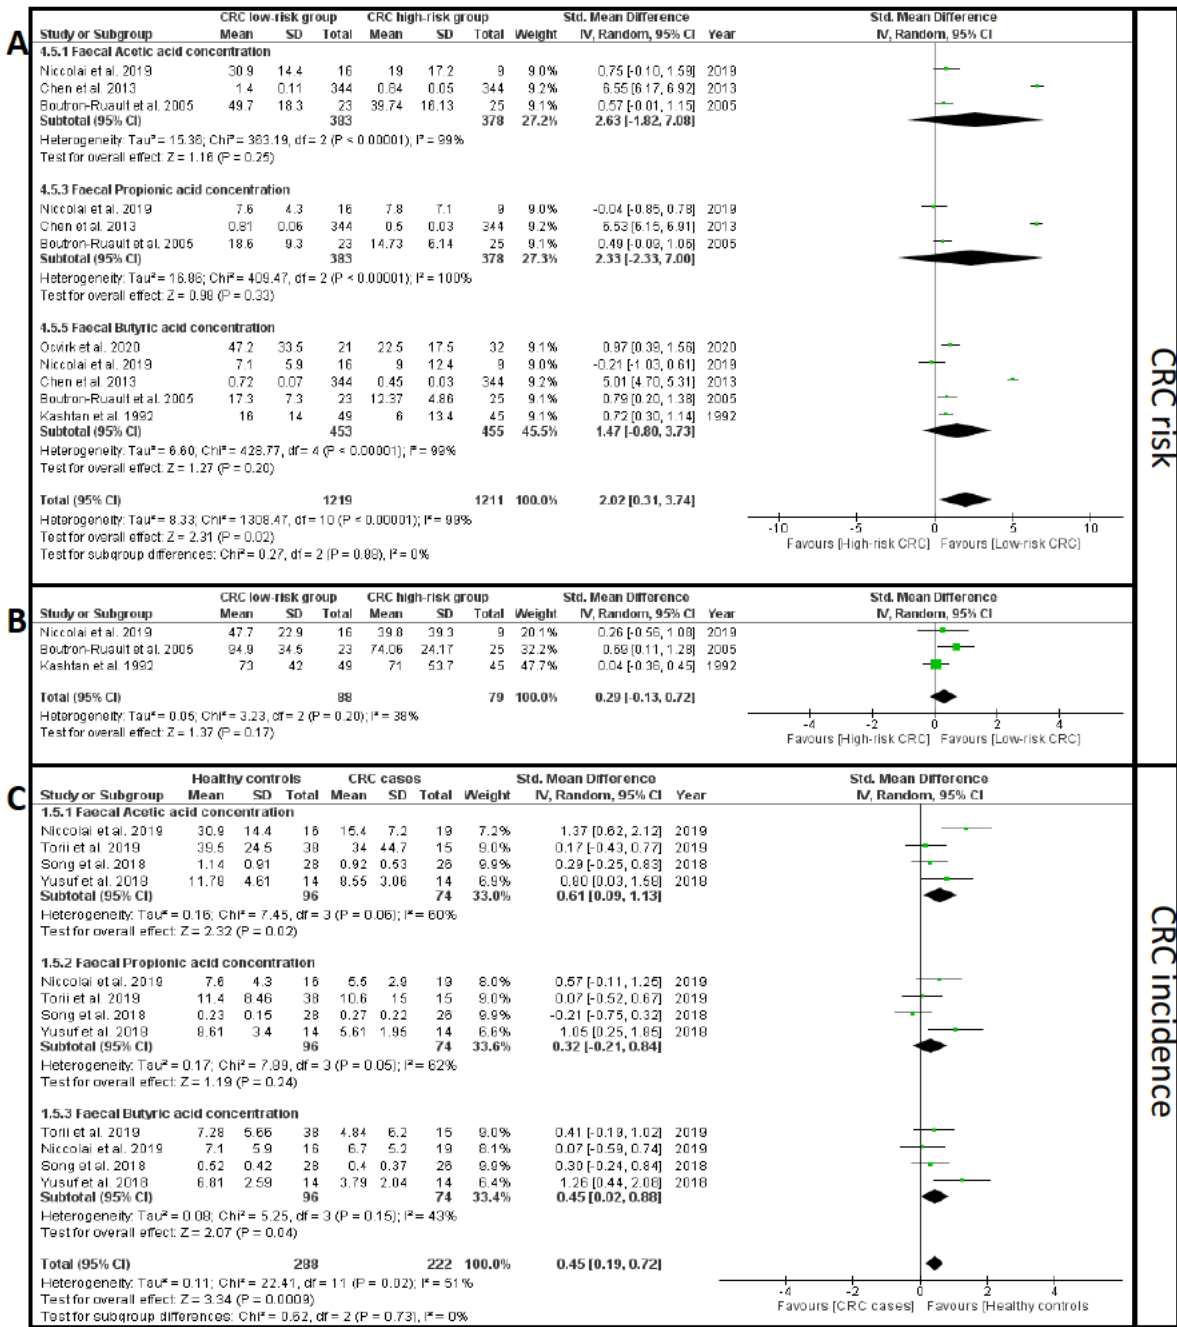 A
CRC low-risk group CRC high-risk group Std. Mean Difference Std. Mean Difference
Study or Subgroup Mean SD Total Mean SD Total Weight IV, Random, 95% CI Year IV, Random, 95% CI
4.5.1 Faecal Acetic acid concentration
Niccolai et al. 2019 30.9 14.4 16 19 17.2 9 9.0% 0.75 [-0.10, 1.59] 2019
Chen et al. 2013 1.4 0.11 344 0.84 0.05 344 9.2% 6.55 [6.17, 6.92] 2013
Boutron-Ruault et al. 2005 49.7 18.3 23 39.74 16.13 25 9.1% 0.57 [-0.01, 1.15] 2005
Subtotal (95% CI) 383 378 27.2% 2.63 [-1.82, 7.08]
Heterogeneity: Tau² = 15.36; Chi² = 363.19, df = 2 (P < 0.00001); I² = 99%
Test for overall effect: Z = 1.16 (P = 0.25)
4.5.3 Faecal Propionic acid concentration
Niccolai et al. 2019 7.6 4.3 16 7.8 7.1 9 9.0% -0.04 [-0.85, 0.78] 2019
Chen et al. 2013 0.81 0.06 344 0.5 0.03 344 9.2% 6.53 [6.15, 6.91] 2013
Boutron-Ruault et al. 2005 18.6 9.3 23 14.73 6.14 25 9.1% 0.49 [-0.09, 1.06] 2005
Subtotal (95% CI) 383 378 27.3% 2.33 [-2.33, 7.00]
Heterogeneity: Tau² = 16.86; Chi² = 409.47, df = 2 (P < 0.00001); I² = 100%
Test for overall effect: Z = 0.98 (P = 0.33)
4.5.5 Faecal Butyric acid concentration
Ocvirk et al. 2020 47.2 33.5 21 22.5 17.5 32 9.1% 0.97 [0.39, 1.56] 2020
Niccolai et al. 2019 7.1 5.9 16 9 12.4 9 9.0% -0.21 [-1.03, 0.61] 2019
Chen et al. 2013 0.72 0.07 344 0.45 0.03 344 9.2% 5.01 [4.70, 5.31] 2013
Boutron-Ruault et al. 2005 17.3 7.3 23 12.37 4.86 25 9.1% 0.79 [0.20, 1.38] 2005
Kashtan et al. 1992 16 14 49 6 13.4 45 9.1% 0.72 [0.30, 1.14] 1992
Subtotal (95% CI) 453 455 45.5% 1.47 [-0.80, 3.73]
Heterogeneity: Tau² = 6.60; Chi² = 428.77, df = 4 (P < 0.00001); I² = 99%
Test for overall effect: Z = 1.27 (P = 0.20)
Total (95% CI) 1219 1211 100.0% 2.02 [0.31, 3.74]
Heterogeneity: Tau² = 8.33; Chi² = 1308.47, df = 10 (P < 0.00001); I² = 99%
Test for overall effect: Z = 2.31 (P = 0.02)
Test for subgroup differences: Chi² = 0.27, df = 2 (P = 0.88), I² = 0%
-10 -5 0 5 10
Favours [High-risk CRC] Favours [Low-risk CRC]
CRC risk
B
CRC low-risk group CRC high-risk group Std. Mean Difference Std. Mean Difference
Study or Subgroup Mean SD Total Mean SD Total Weight IV, Random, 95% CI Year IV, Random, 95% CI
Niccolai et al. 2019 47.7 22.9 16 39.8 39.3 9 20.1% 0.26 [-0.56, 1.08] 2019
Boutron-Ruault et al. 2005 94.9 34.5 23 74.06 24.17 25 32.2% 0.69 [0.11, 1.28] 2005
Kashtan et al. 1992 73 42 49 71 53.7 45 47.7% 0.04 [-0.36, 0.45] 1992
Total (95% CI) 88 79 100.0% 0.29 [-0.13, 0.72]
Heterogeneity: Tau² = 0.05; Chi² = 3.23, df = 2 (P = 0.20); I² = 38%
Test for overall effect: Z = 1.37 (P = 0.17)
-4 -2 0 2 4
Favours [High-risk CRC] Favours [Low-risk CRC]
C
Healthy controls CRC cases Std. Mean Difference Std. Mean Difference
Study or Subgroup Mean SD Total Mean SD Total Weight IV, Random, 95% CI Year IV, Random, 95% CI
1.5.1 Faecal Acetic acid concentration
Niccolai et al. 2019 30.9 14.4 16 15.4 7.2 19 7.2% 1.37 [0.62, 2.12] 2019
Torii et al. 2019 39.5 24.5 38 34 44.7 15 9.0% 0.17 [-0.43, 0.77] 2019
Song et al. 2018 1.14 0.91 28 0.92 0.53 26 9.9% 0.29 [-0.25, 0.83] 2018
Yusuf et al. 2018 11.78 4.61 14 8.55 3.06 14 6.9% 0.80 [0.03, 1.58] 2018
Subtotal (95% CI) 96 74 33.0% 0.61 [0.09, 1.13]
Heterogeneity: Tau² = 0.16; Chi² = 7.45, df = 3 (P = 0.06); I² = 60%
Test for overall effect: Z = 2.32 (P = 0.02)
1.5.2 Faecal Propionic acid concentration
Niccolai et al. 2019 7.6 4.3 16 5.5 2.9 19 8.0% 0.57 [-0.11, 1.25] 2019
Torii et al. 2019 11.4 8.46 38 10.6 15 15 9.0% 0.07 [-0.52, 0.67] 2019
Song et al. 2018 0.23 0.15 28 0.27 0.22 26 9.9% -0.21 [-0.75, 0.32] 2018
Yusuf et al. 2018 8.61 3.4 14 5.61 1.95 14 6.6% 1.05 [0.25, 1.85] 2018
Subtotal (95% CI) 96 74 33.6% 0.32 [-0.21, 0.84]
Heterogeneity: Tau² = 0.17; Chi² = 7.89, df = 3 (P = 0.05); I² = 62%
Test for overall effect: Z = 1.19 (P = 0.24)
1.5.3 Faecal Butyric acid concentration
Torii et al. 2019 7.28 5.66 38 4.84 6.2 15 9.0% 0.41 [-0.19, 1.02] 2019
Niccolai et al. 2019 7.1 5.9 16 6.7 5.2 19 8.1% 0.07 [-0.59, 0.74] 2019
Song et al. 2018 0.52 0.42 28 0.4 0.37 26 9.9% 0.30 [-0.24, 0.84] 2018
Yusuf et al. 2018 6.81 2.59 14 3.79 2.04 14 6.4% 1.26 [0.44, 2.08] 2018
Subtotal (95% CI) 96 74 33.4% 0.45 [0.02, 0.88]
Heterogeneity: Tau² = 0.08; Chi² = 5.25, df = 3 (P = 0.15); I² = 43%
Test for overall effect: Z = 2.07 (P = 0.04)
Total (95% CI) 288 222 100.0% 0.45 [0.19, 0.72]
Heterogeneity: Tau² = 0.11; Chi² = 22.41, df = 11 (P = 0.02); I² = 51%
Test for overall effect: Z = 3.34 (P = 0.0009)
Test for subgroup differences: Chi² = 0.62, df = 2 (P = 0.73), I² = 0%
-4 -2 0 2 4
Favours [CRC cases] Favours [Healthy controls
CRC incidence